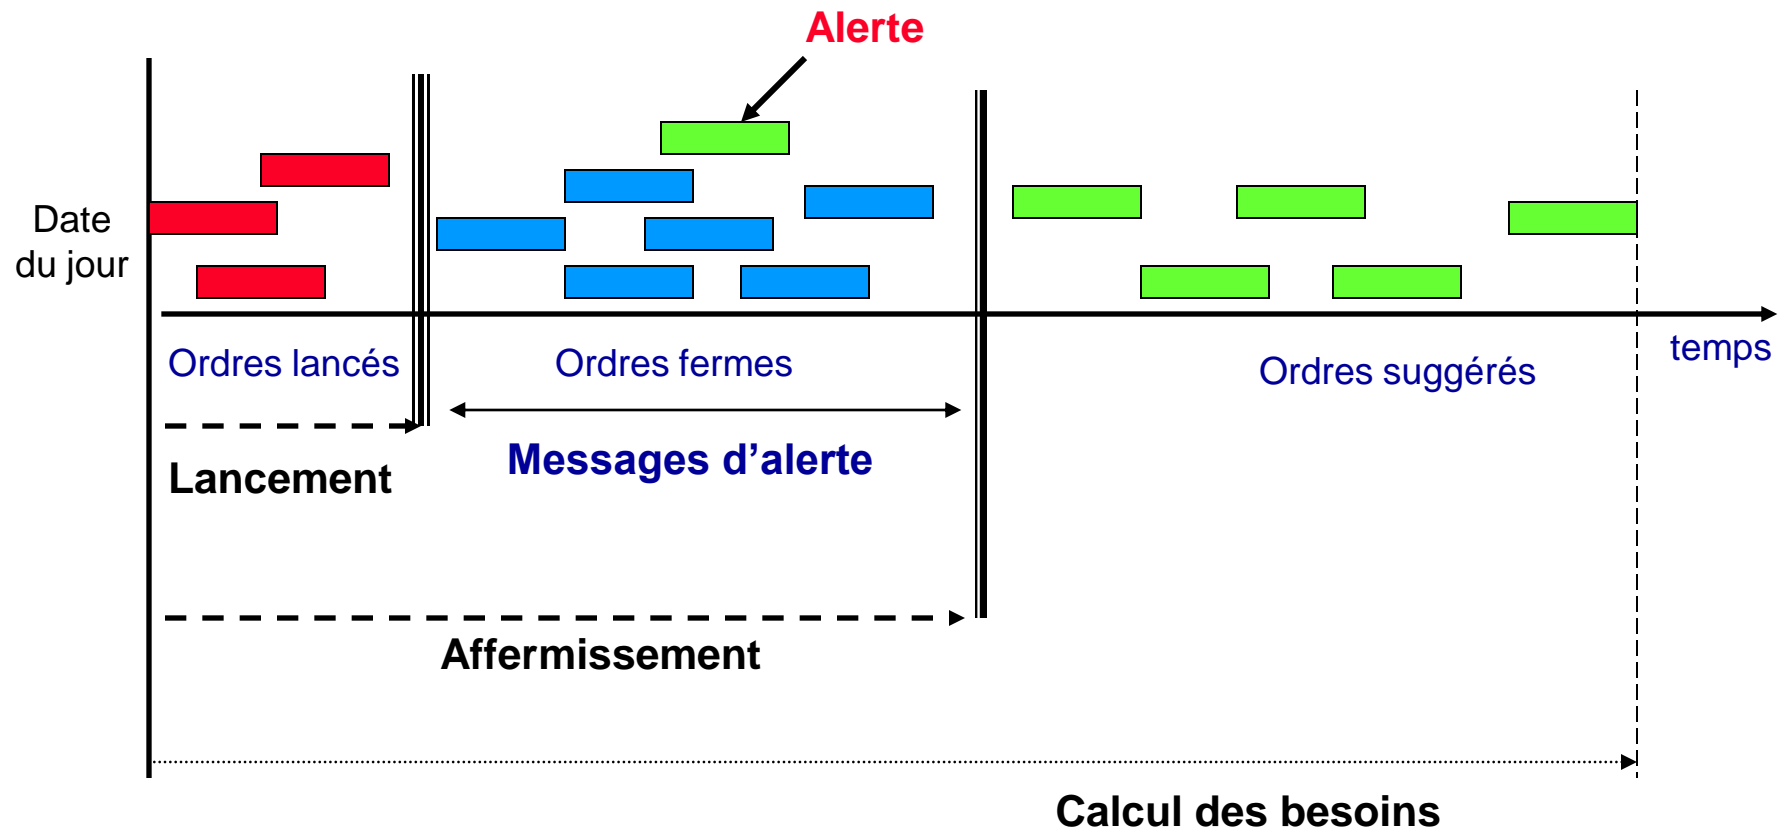 Alerte
Date
du jour
Ordres lancés
Ordres fermes
Ordres suggérés
temps
Messages d’alerte
Lancement
Affermissement
Calcul des besoins